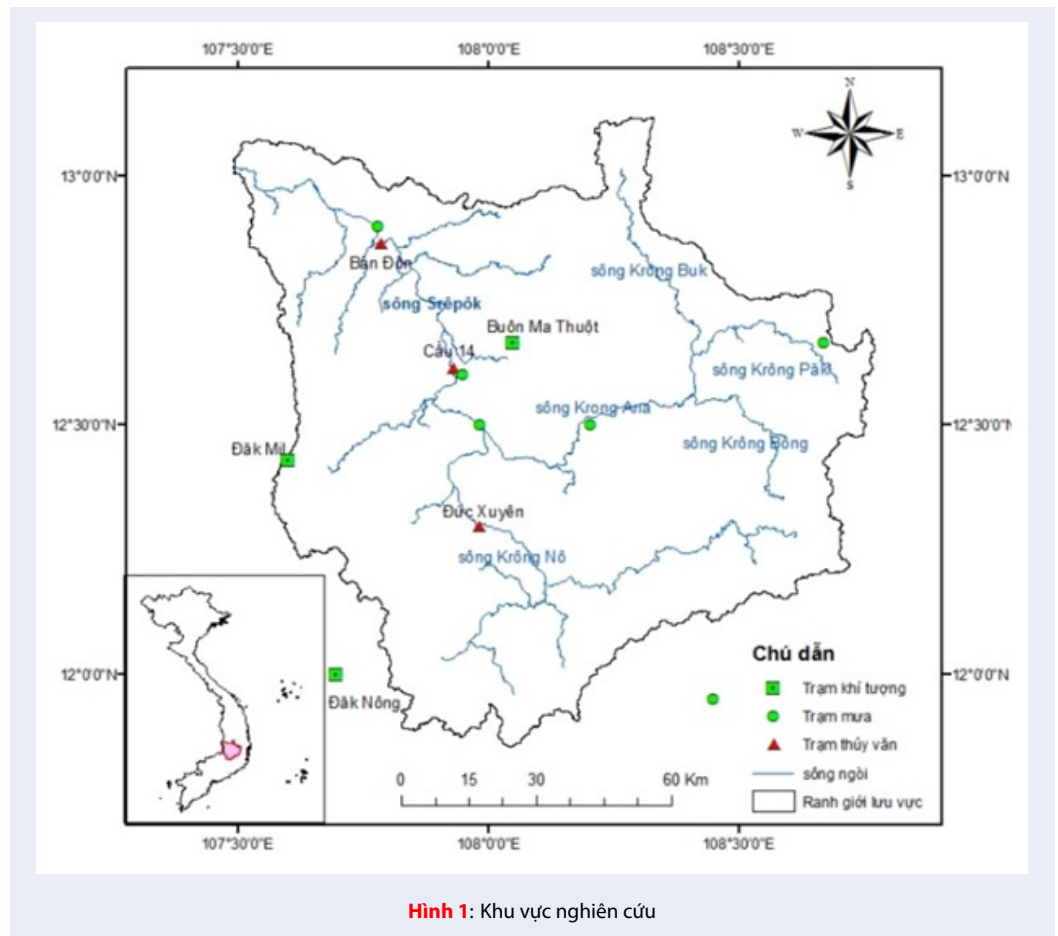 107°30'0"E 108°0'0"E 108°30'0"E
N
W E
S
13°0'0"N 13°0'0"N
Bản Đôn
sông Krông Buk
sông Srêpôk
Buôn Ma Thuột
Cầu 14
sông Krông Păk
sông Krong Ana
12°30'0"N 12°30'0"N
sông Krông Bông
Đăk Mil
Đức Xuyên
sông Krông Nô
Chú dẫn
12°0'0"N 12°0'0"N
Trạm khí tượng
Đăk Nông
Trạm mưa
Trạm thủy văn
sông ngòi
0 15 30 60 Km
Ranh giới lưu vực
107°30'0"E 108°0'0"E 108°30'0"E
Hình 1: Khu vực nghiên cứu